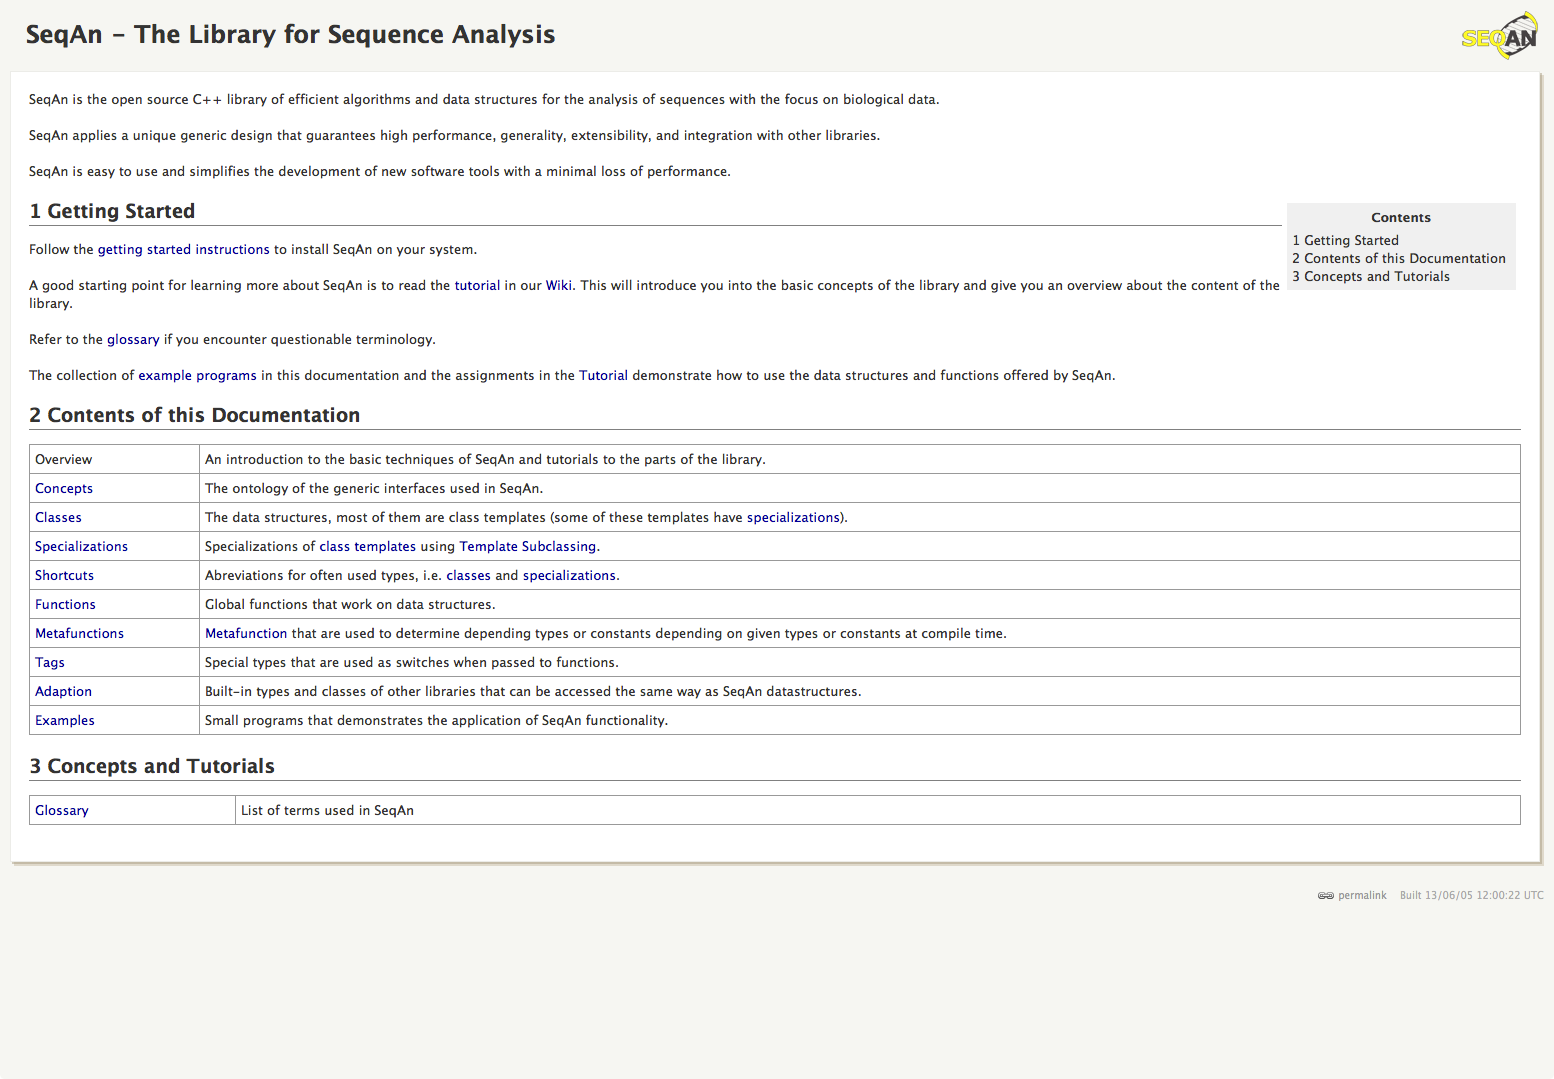 SeqAn – The Library for Sequence Analysis
SEQAN
SeqAn is the open source C++ library of efficient algorithms and data structures for the analysis of sequences with the focus on biological data.
SeqAn applies a unique generic design that guarantees high performance, generality, extensibility, and integration with other libraries.
SeqAn is easy to use and simplifies the development of new software tools with a minimal loss of performance.
1 Getting Started
Contents
1 Getting Started
2 Contents of this Documentation
3 Concepts and Tutorials
Follow the getting started instructions to install SeqAn on your system.
A good starting point for learning more about SeqAn is to read the tutorial in our Wiki. This will introduce you into the basic concepts of the library and give you an overview about the content of the
library.
Refer to the glossary if you encounter questionable terminology.
The collection of example programs in this documentation and the assignments in the Tutorial demonstrate how to use the data structures and functions offered by SeqAn.
2 Contents of this Documentation
Overview An introduction to the basic techniques of SeqAn and tutorials to the parts of the library.
Concepts The ontology of the generic interfaces used in SeqAn.
Classes The data structures, most of them are class templates (some of these templates have specializations).
Specializations Specializations of class templates using Template Subclassing.
Shortcuts Abreviations for often used types, i.e. classes and specializations.
Functions Global functions that work on data structures.
Metafunctions Metafunction that are used to determine depending types or constants depending on given types or constants at compile time.
Tags Special types that are used as switches when passed to functions.
Adaption Built-in types and classes of other libraries that can be accessed the same way as SeqAn datastructures.
Examples Small programs that demonstrates the application of SeqAn functionality.
3 Concepts and Tutorials
Glossary List of terms used in SeqAn
permalink Built 13/06/05 12:00:22 UTC